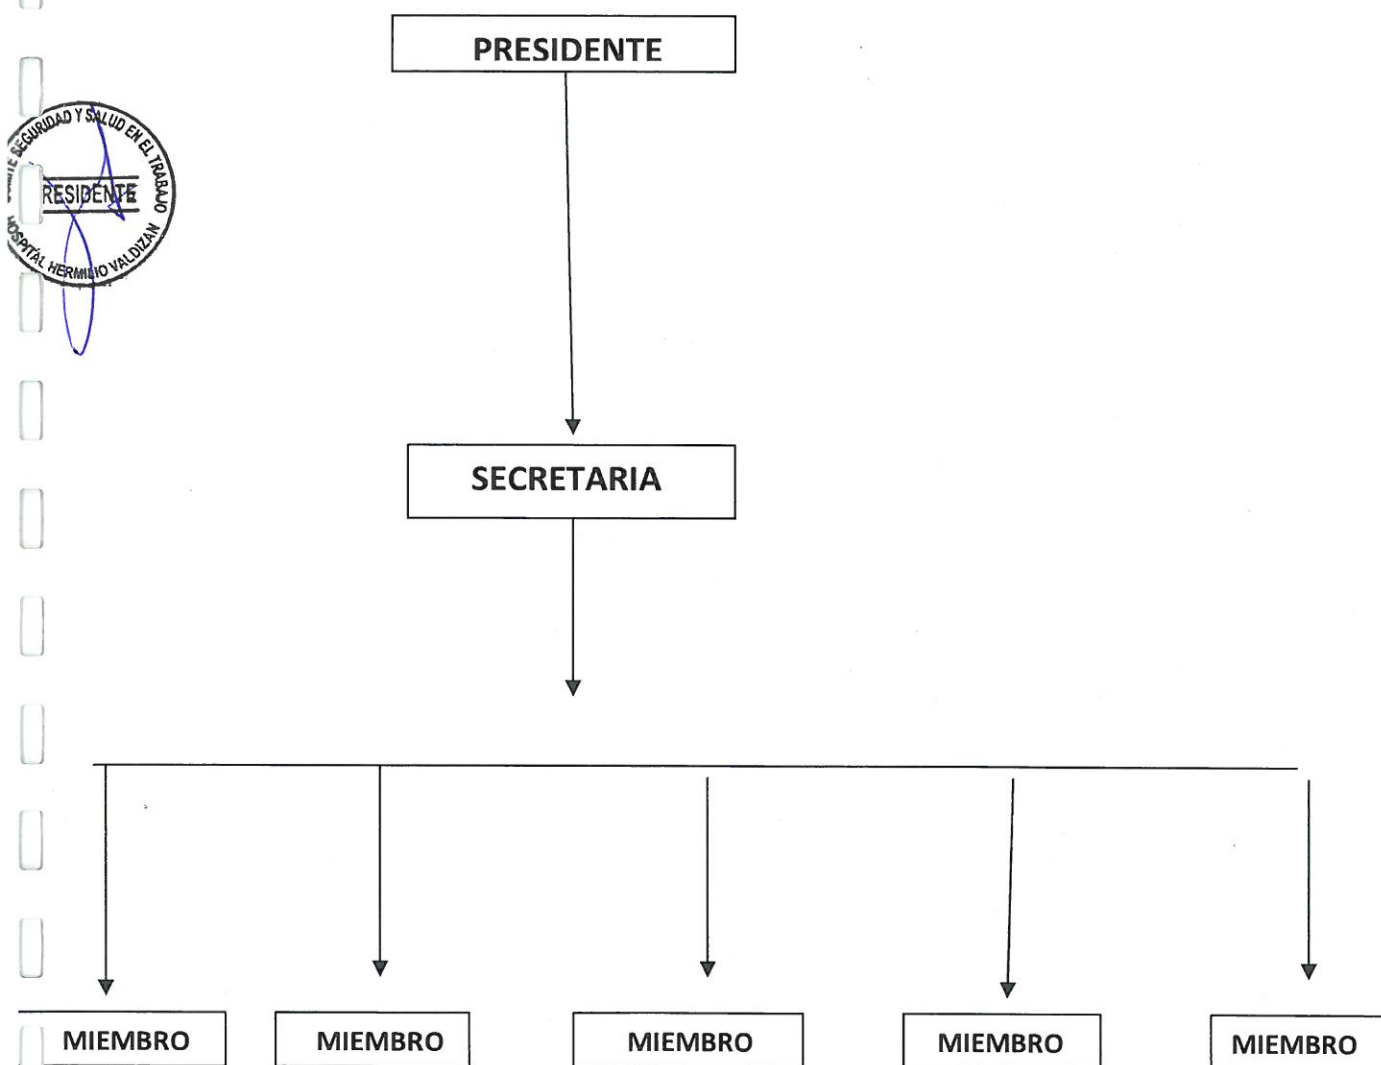 PRESIDENTE
SEGURIDAD Y SALUD EN EL TRABAJO
RESIDENTE
HOSPITAL HERMILIO VALDIZAN
SECRETARIA
MIEMBRO MIEMBRO MIEMBRO MIEMBRO MIEMBRO